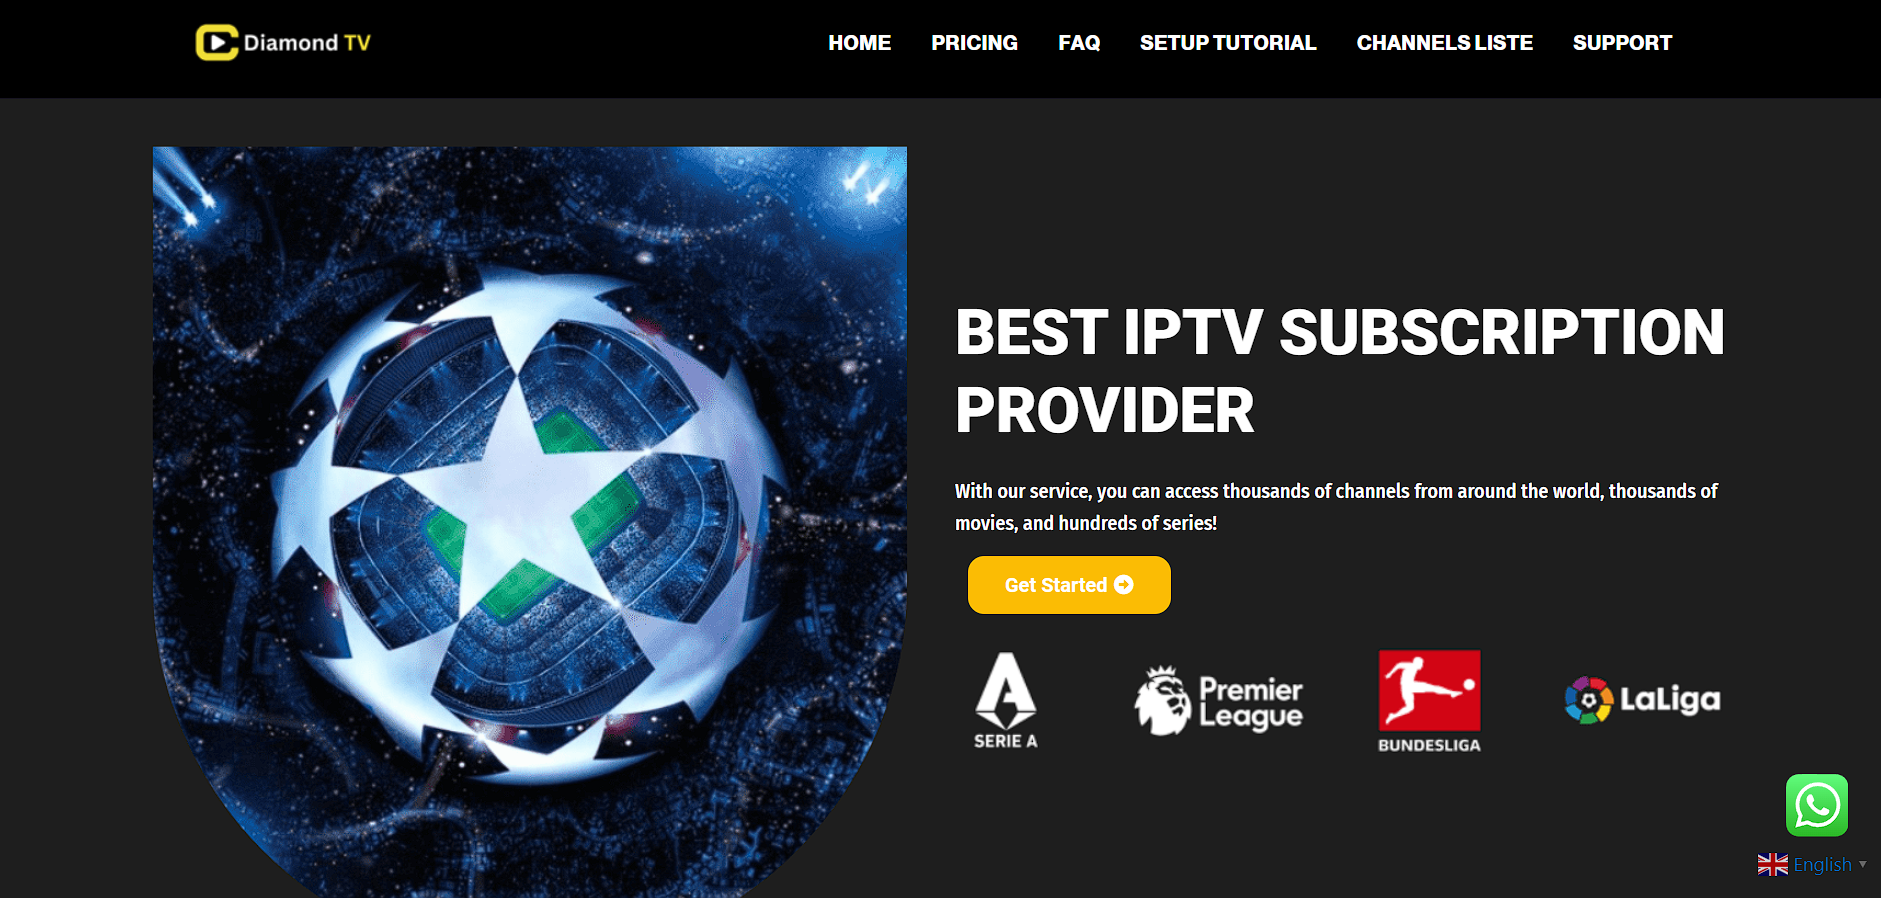 Diamond TV
HOME PRICING FAQ SETUP TUTORIAL CHANNELS LISTE SUPPORT
BEST IPTV SUBSCRIPTION
PROVIDER
With our service, you can access thousands of channels from around the world, thousands of
movies, and hundreds of series!
Get Started
SERIE A
Premier
League
BUNDESLIGA
LaLiga
English